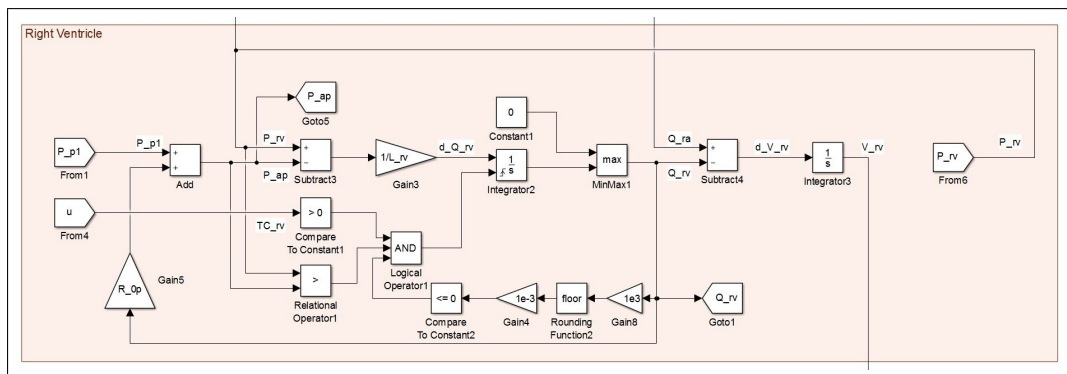 Right Ventricle
P_ap
Goto5
0
Constant1
P_p1
From1
P_p1
+
+
Add
P_rv
+
−
P_ap
Subtract3
1/L_rv
Gain3
d_Q_rv
1
s
Integrator2
max
MinMax1
Q_ra
+
−
Q_rv
Subtract4
d_V_rv
1
s
Integrator3
V_rv
P_rv
From6
P_rv
u
From4
TC_rv
> 0
Compare
To Constant1
AND
Logical
Operator1
R_0p
Gain5
>
Relational
Operator1
<= 0
Compare
To Constant2
1e-3
Gain4
floor
Rounding
Function2
1e3
Gain8
Q_rv
Goto1